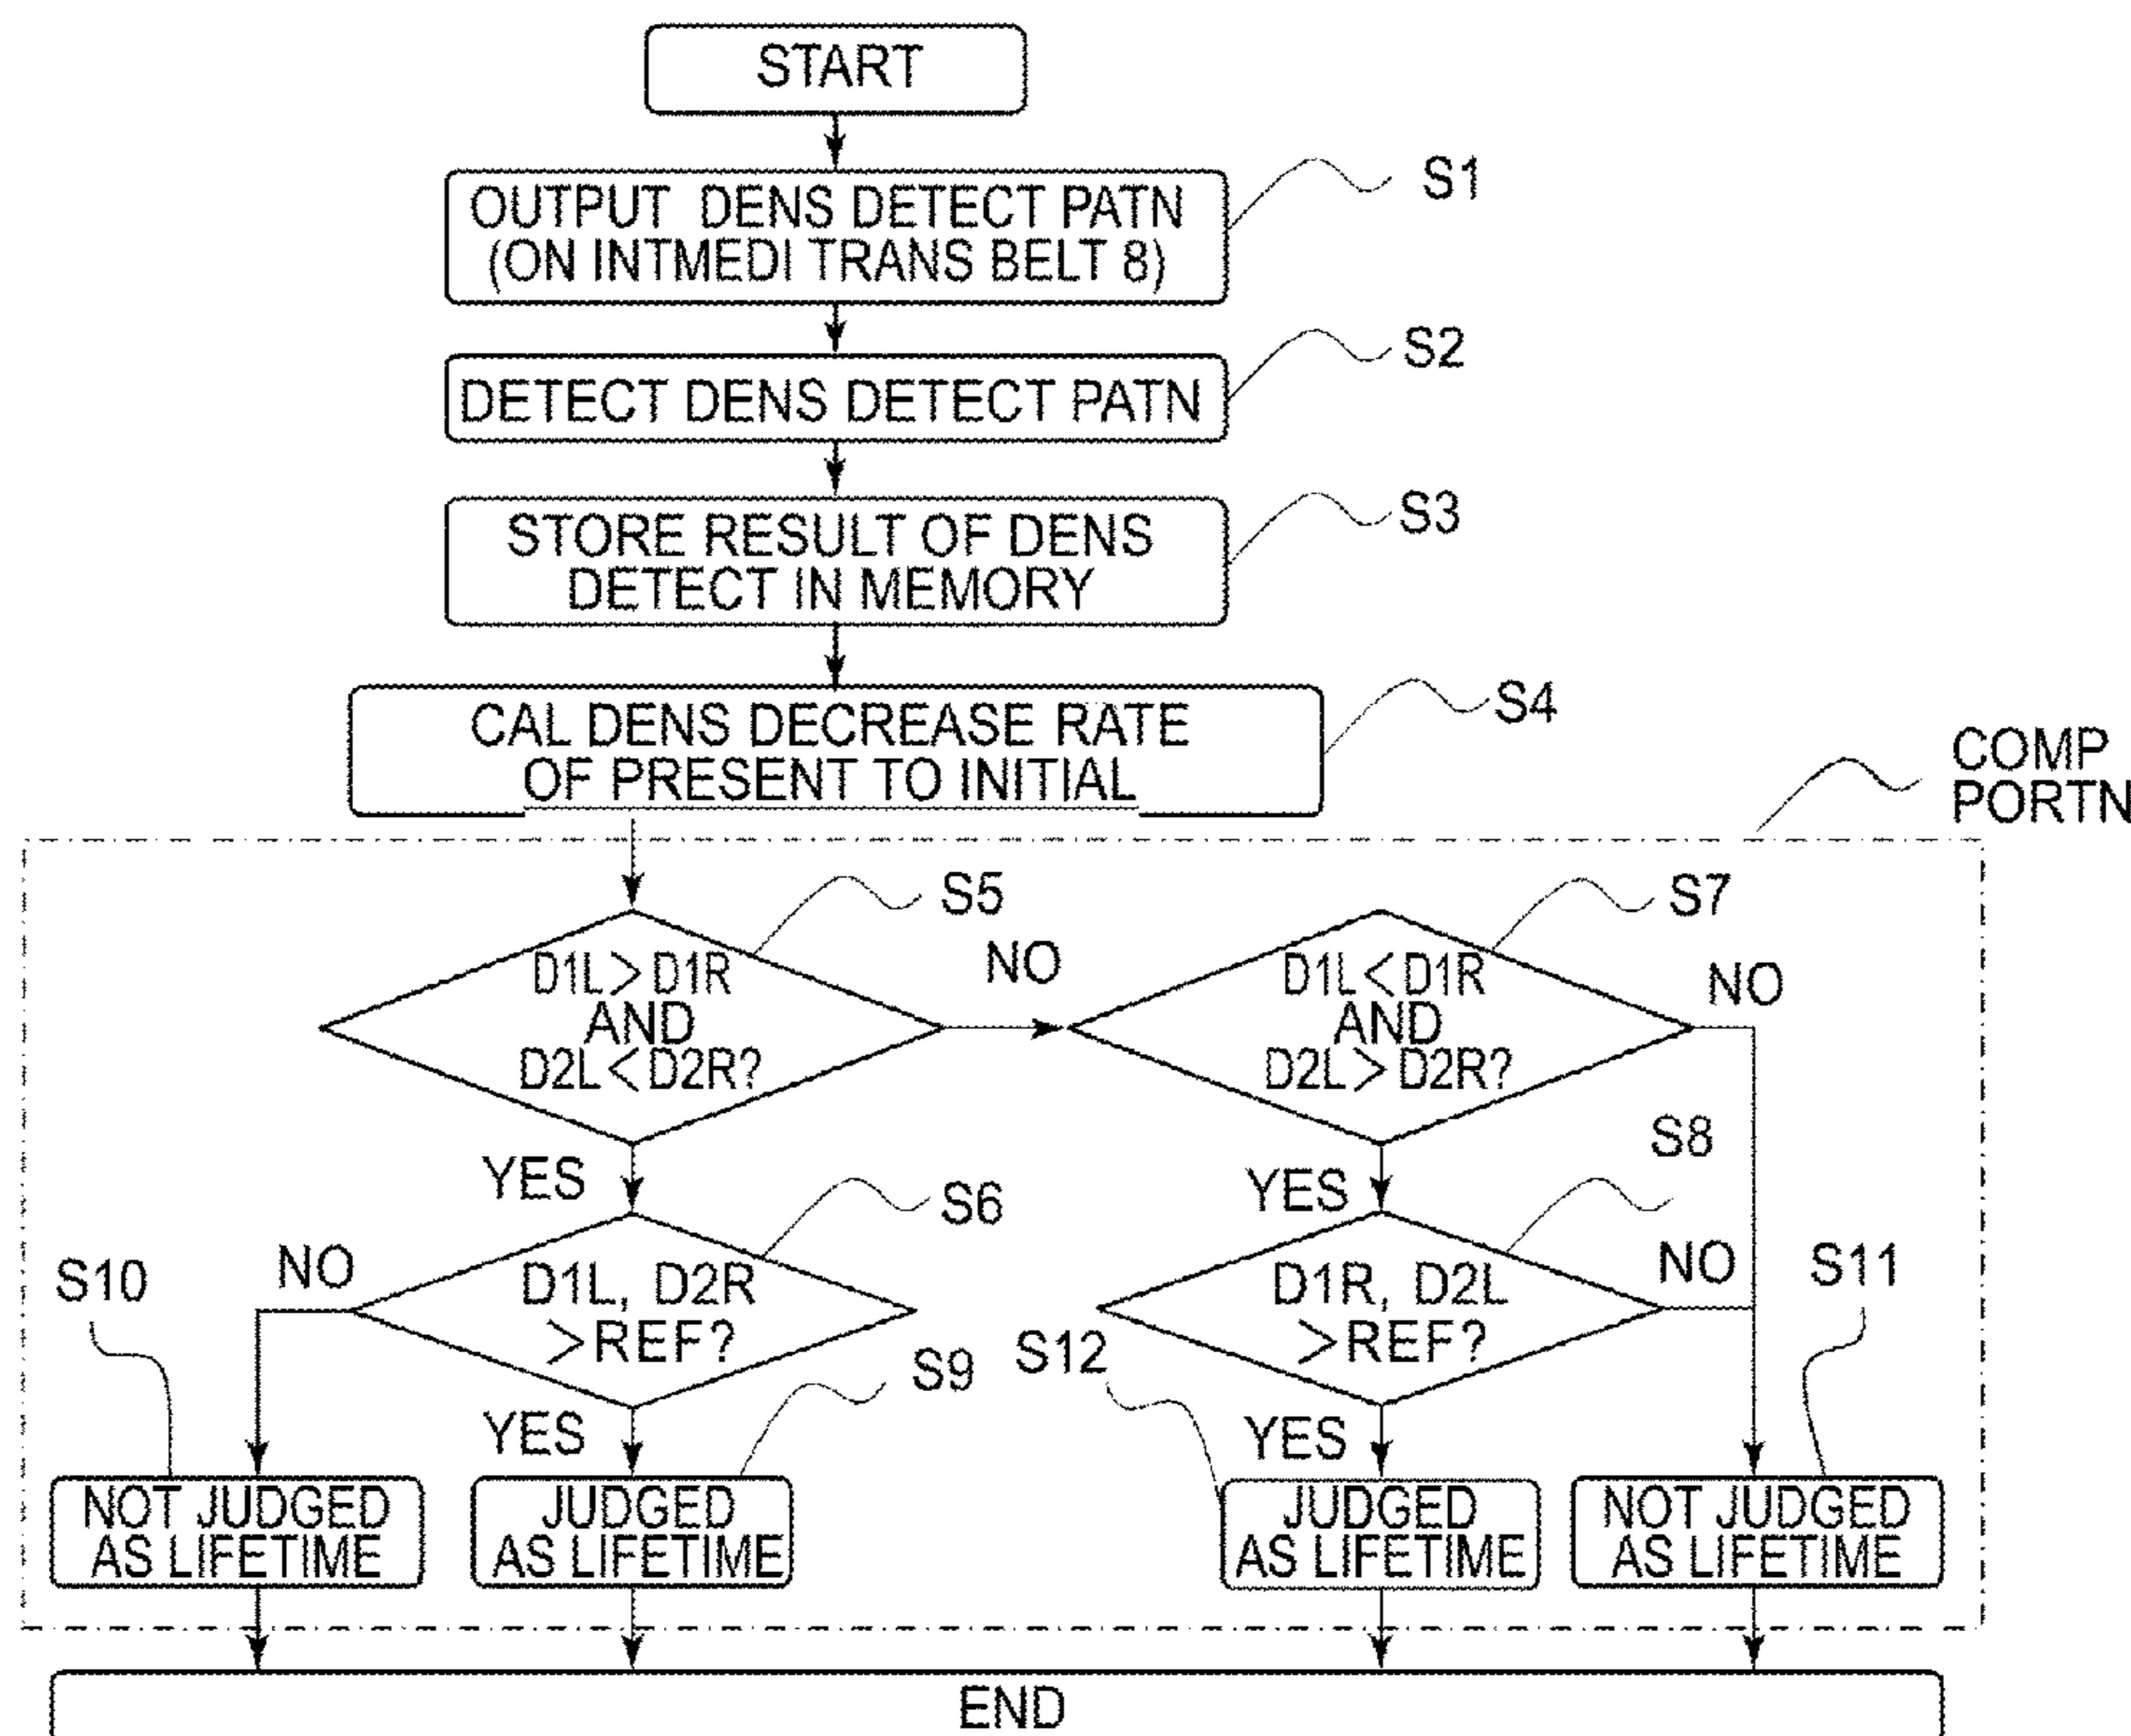 START
OUTPUT DENS DETECT PATN
(ON INTMEDI TRANS BELT 8)
S1
DETECT DENS DETECT PATN
S2
STORE RESULT OF DENS
DETECT IN MEMORY
S3
CAL DENS DECREASE RATE
OF PRESENT TO INITIAL
S4
COMP
PORTN
S5
D1L>D1R
AND
D2L<D2R?
NO
S7
D1L<D1R
AND
D2L>D2R?
NO
YES
S6
YES
S8
D1L, D2R
>REF?
NO
S10
D1R, D2L
>REF?
NO
S11
YES
S9
YES
S12
NOT JUDGED
AS LIFETIME
JUDGED
AS LIFETIME
JUDGED
AS LIFETIME
NOT JUDGED
AS LIFETIME
END